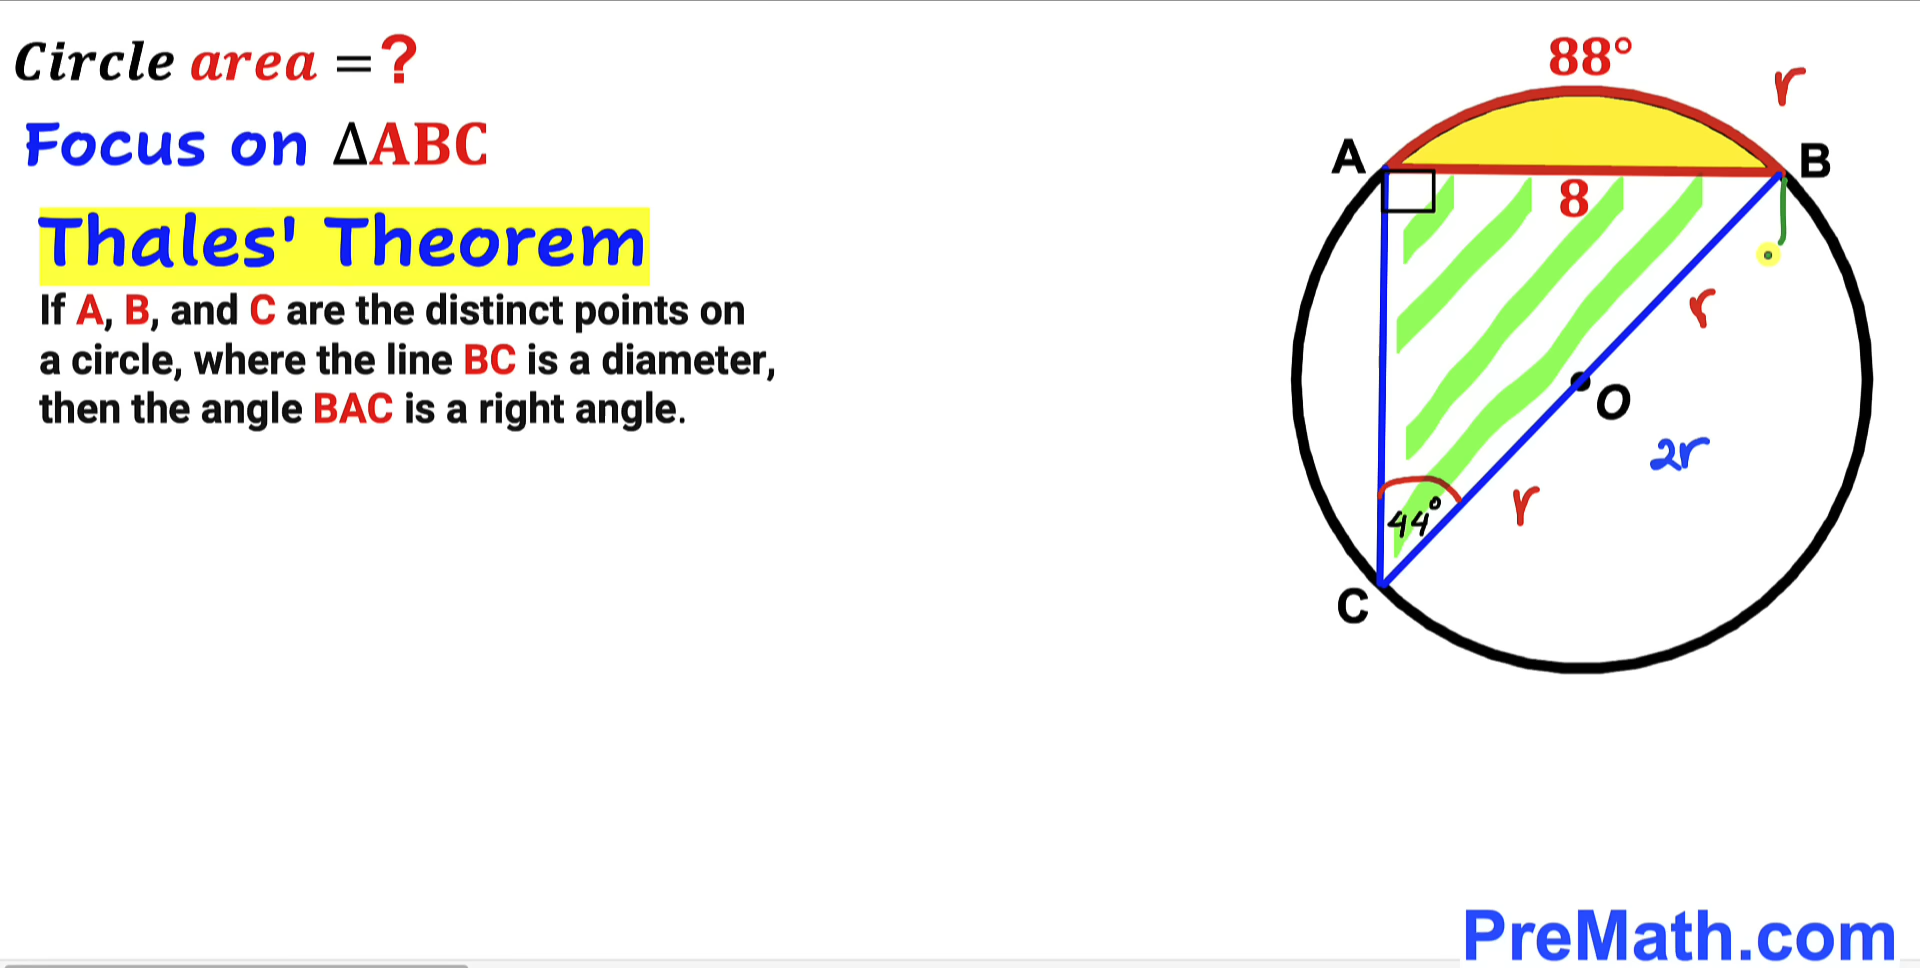 Circle area = ?
Focus on ΔABC
Thales' Theorem
If A, B, and C are the distinct points on
a circle, where the line BC is a diameter,
then the angle BAC is a right angle.
88°
r
A
B
8
r
O
2r
44°
r
C
PreMath.com